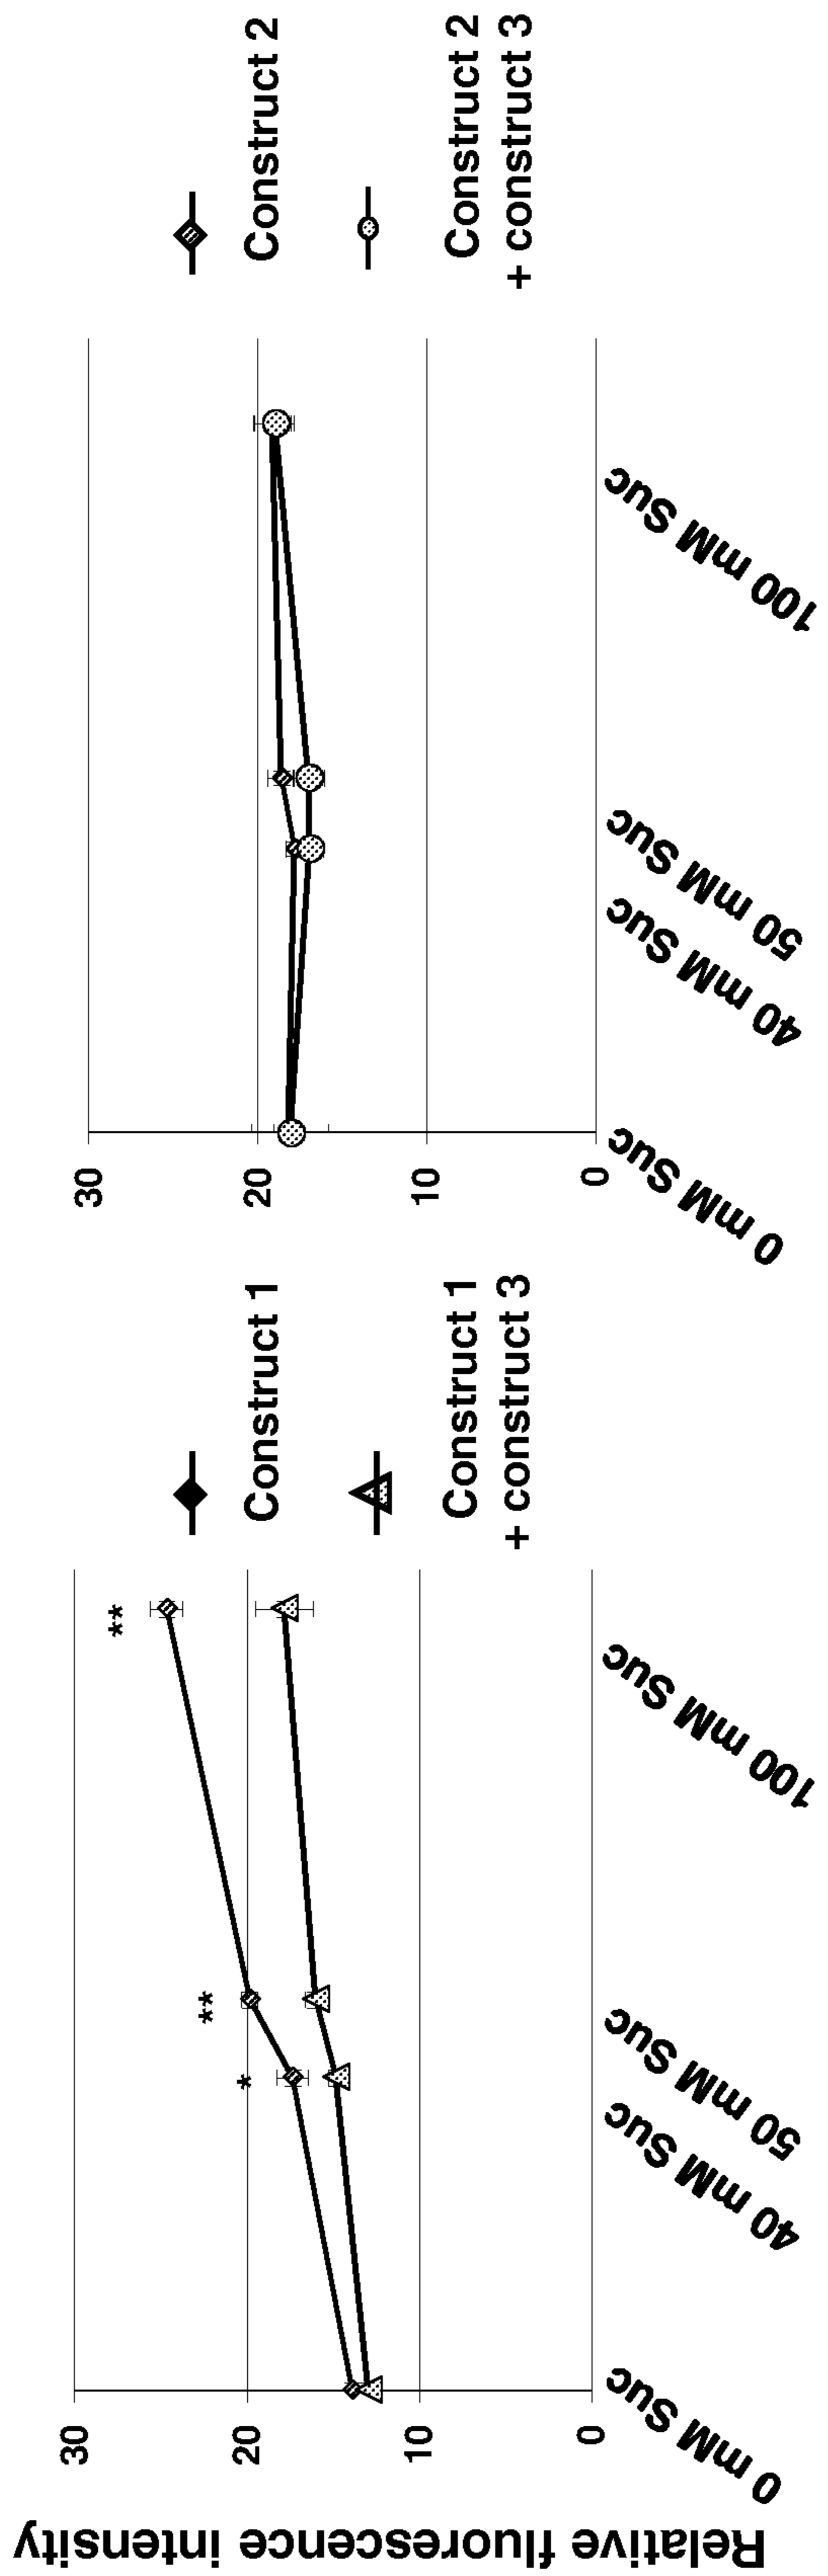 Relative fluorescence intensity
30
20
10
0
**
**
*
0 mM Suc
40 mM Suc
50 mM Suc
100 mM Suc
Construct 1
Construct 1
+ construct 3
30
20
10
0
0 mM Suc
40 mM Suc
50 mM Suc
100 mM Suc
Construct 2
Construct 2
+ construct 3